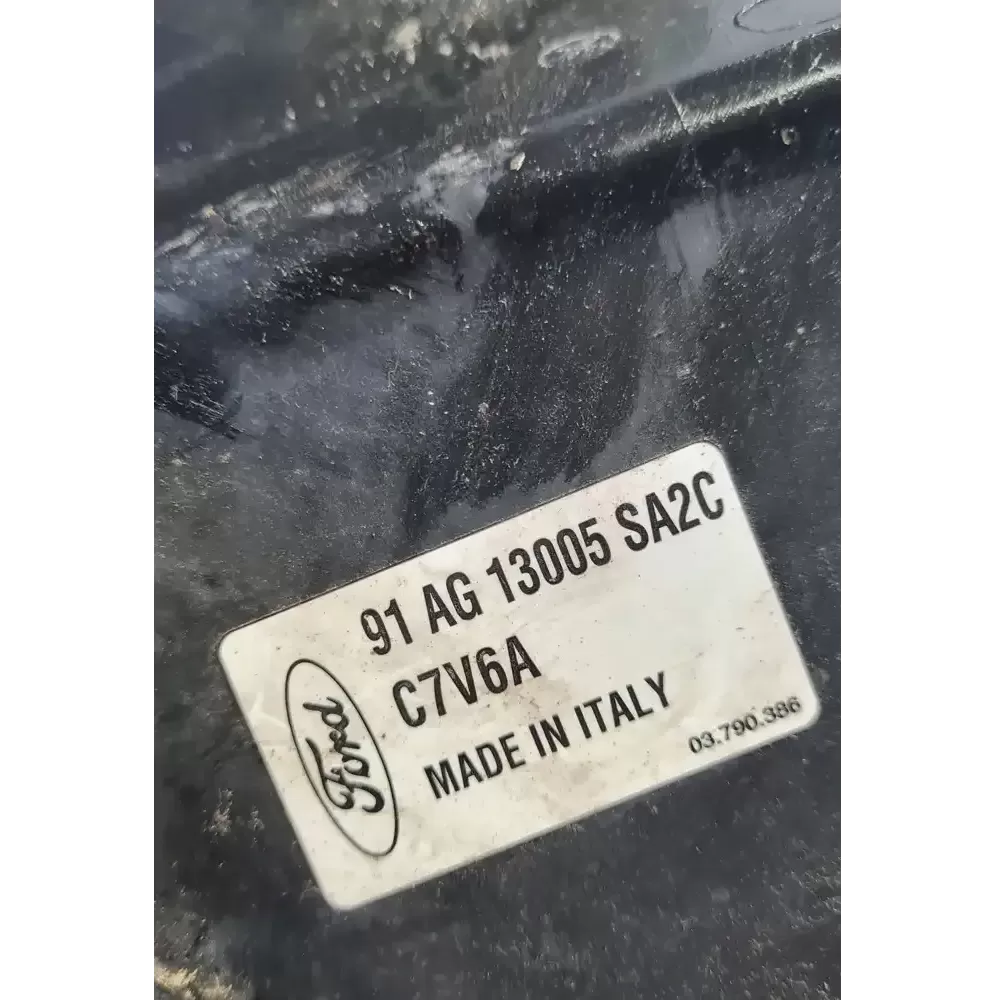 91 AG 13005 SA2C
C7V6A
MADE IN ITALY
03.790.386
Ford